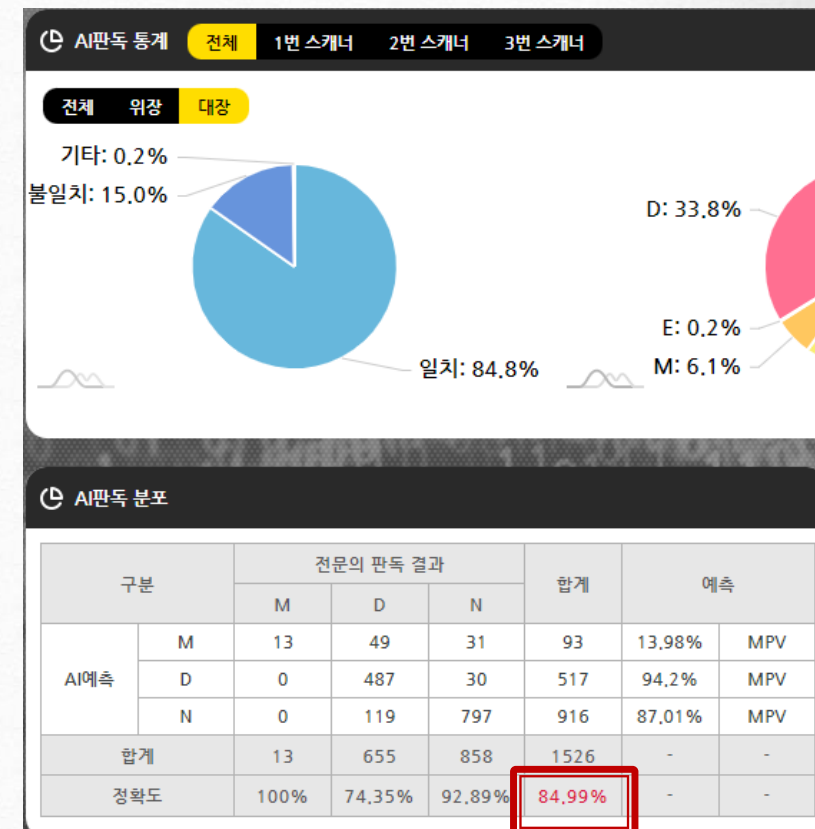 AI판독 통계 전체 1번 스캐너 2번 스캐너 3번 스캐너
전체 위장 대장
기타: 0.2%
불일치: 15.0%
일치: 84.8%
D: 33.8%
E: 0.2%
M: 6.1%
AI판독 분포
구분 전문의 판독 결과 합계 예측
M D N
AI예측 M 13 49 31 93 13.98% MPV
D 0 487 30 517 94.2% MPV
N 0 119 797 916 87.01% MPV
합계 13 655 858 1526 - -
정확도 100% 74.35% 92.89% 84.99% - -